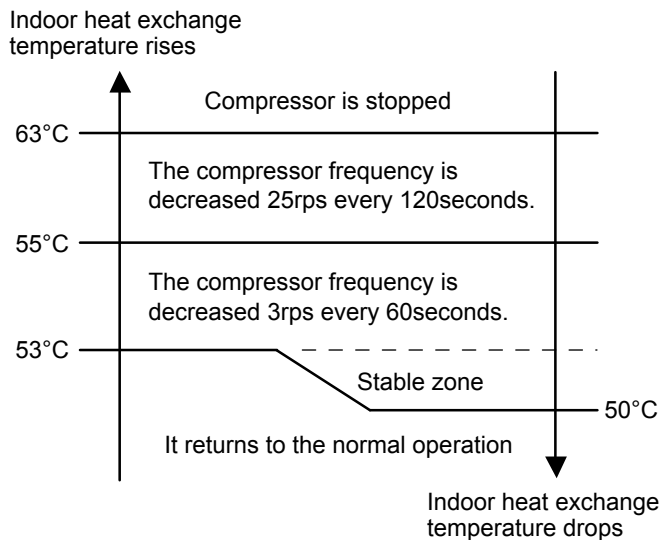 Indoor heat exchange
temperature rises
Compressor is stopped
63°C
The compressor frequency is
decreased 25rps every 120seconds.
55°C
The compressor frequency is
decreased 3rps every 60seconds.
53°C
Stable zone
50°C
It returns to the normal operation
Indoor heat exchange
temperature drops